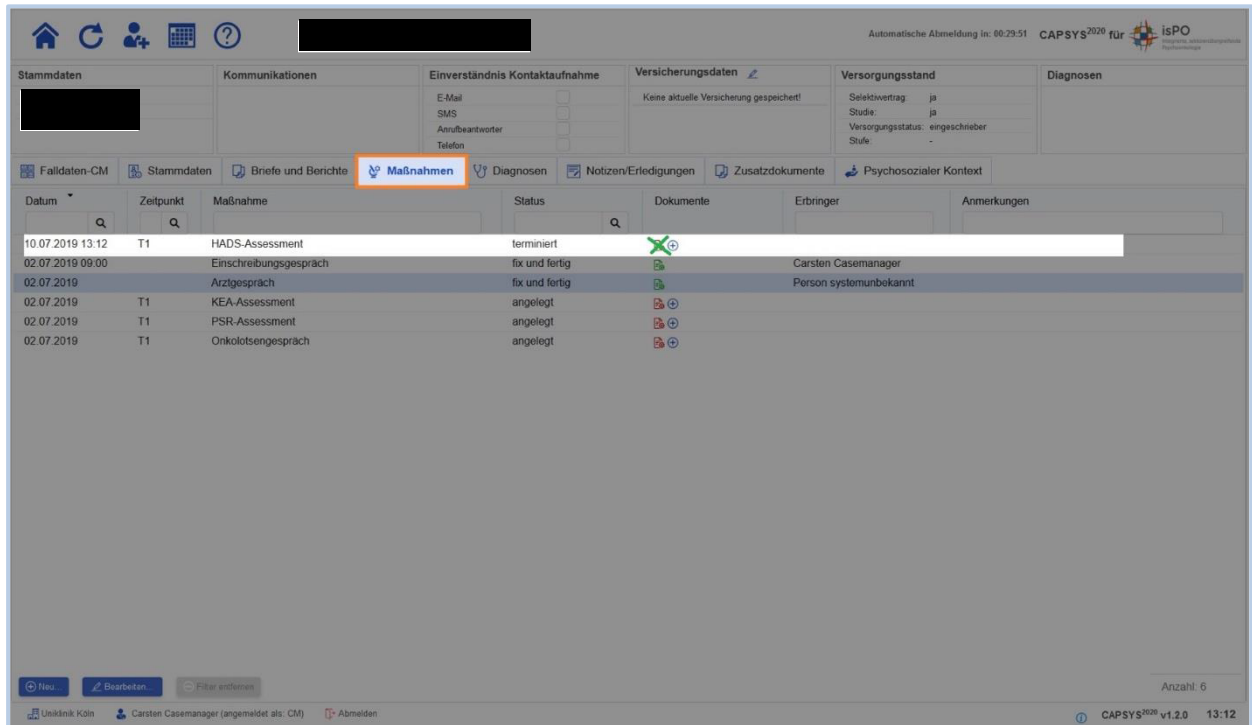 Automatische Abmeldung in: 00:29:51 CAPSYS2020 für isPO
Stammdaten Kommunikationen Einverständnis Kontaktaufnahme Versicherungsdaten Versorgungsstand Diagnosen
E-Mail Keine aktuelle Versicherung gespeichert! Selektivvertrag: ja
SMS Studie: ja
Anrufbeantworter Versorgungsstatus: eingeschrieber
Telefon Stufe: -
Falldaten-CM Stammdaten Briefe und Berichte Maßnahmen Diagnosen Notizen/Erledigungen Zusatzdokumente Psychosozialer Kontext
Datum Zeitpunkt Maßnahme Status Dokumente Erbringer Anmerkungen
10.07.2019 13:12 T1 HADS-Assessment terminiert
02.07.2019 09:00 Einschreibungsgespräch fix und fertig Carsten Casemanager
02.07.2019 Arztgespräch fix und fertig Person systemunbekannt
02.07.2019 T1 KEA-Assessment angelegt
02.07.2019 T1 PSR-Assessment angelegt
02.07.2019 T1 Onkolotsengespräch angelegt
Neu... Bearbeiten... Filter entfernen Anzahl: 6
Uniklinik Köln Carsten Casemanager (angemeldet als: CM) Abmelden CAPSYS2020 v1.2.0 13:12